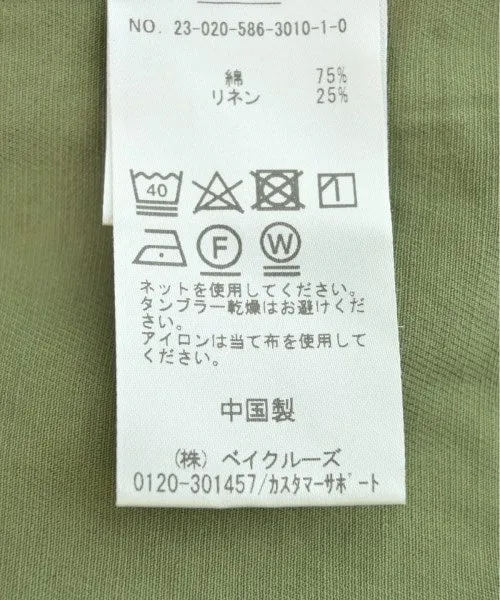 NO. 23-020-586-3010-1-0
綿 75%
リネン 25%
40
F W
ネットを使用してください。
タンブラー乾燥はお避けくだ
さい。
アイロンは当て布を使用して
ください。
中国製
(株) ベイクルーズ
0120-301457/カスタマーサポート